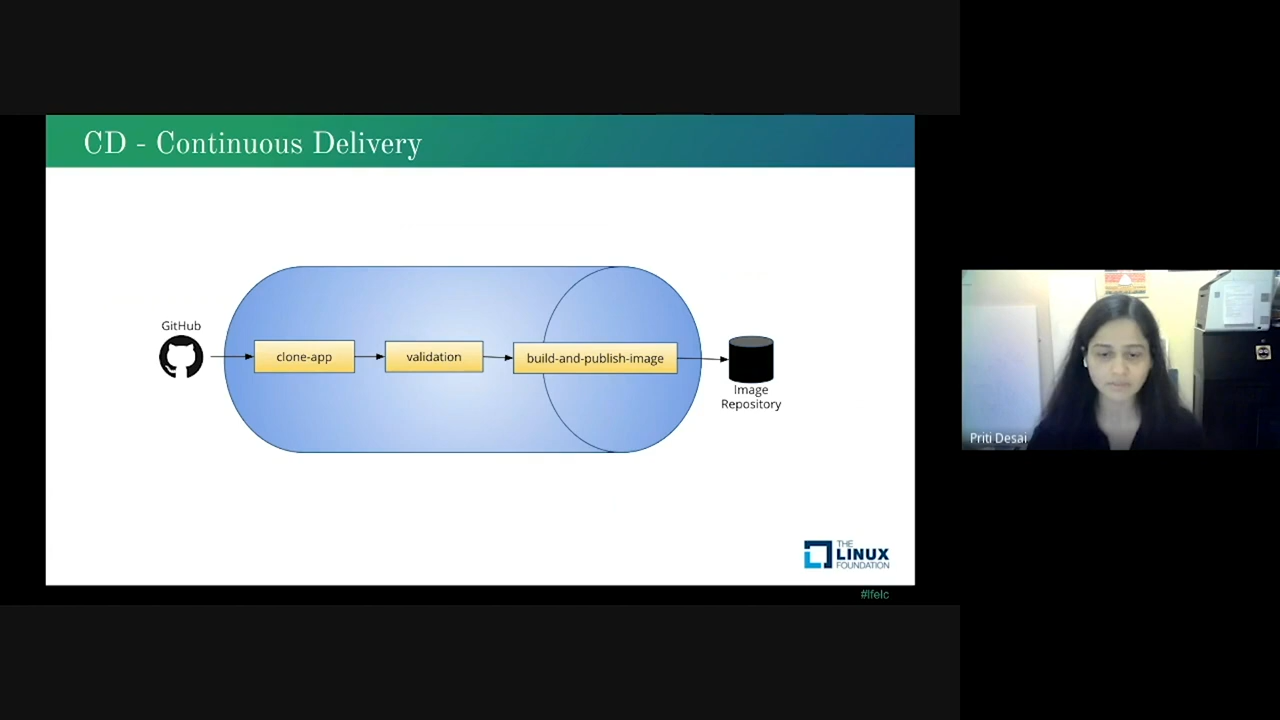 CD - Continuous Delivery
GitHub
clone-app
validation
build-and-publish-image
Image
Repository
THE
LINUX
FOUNDATION
#lfelc
Priti Desai